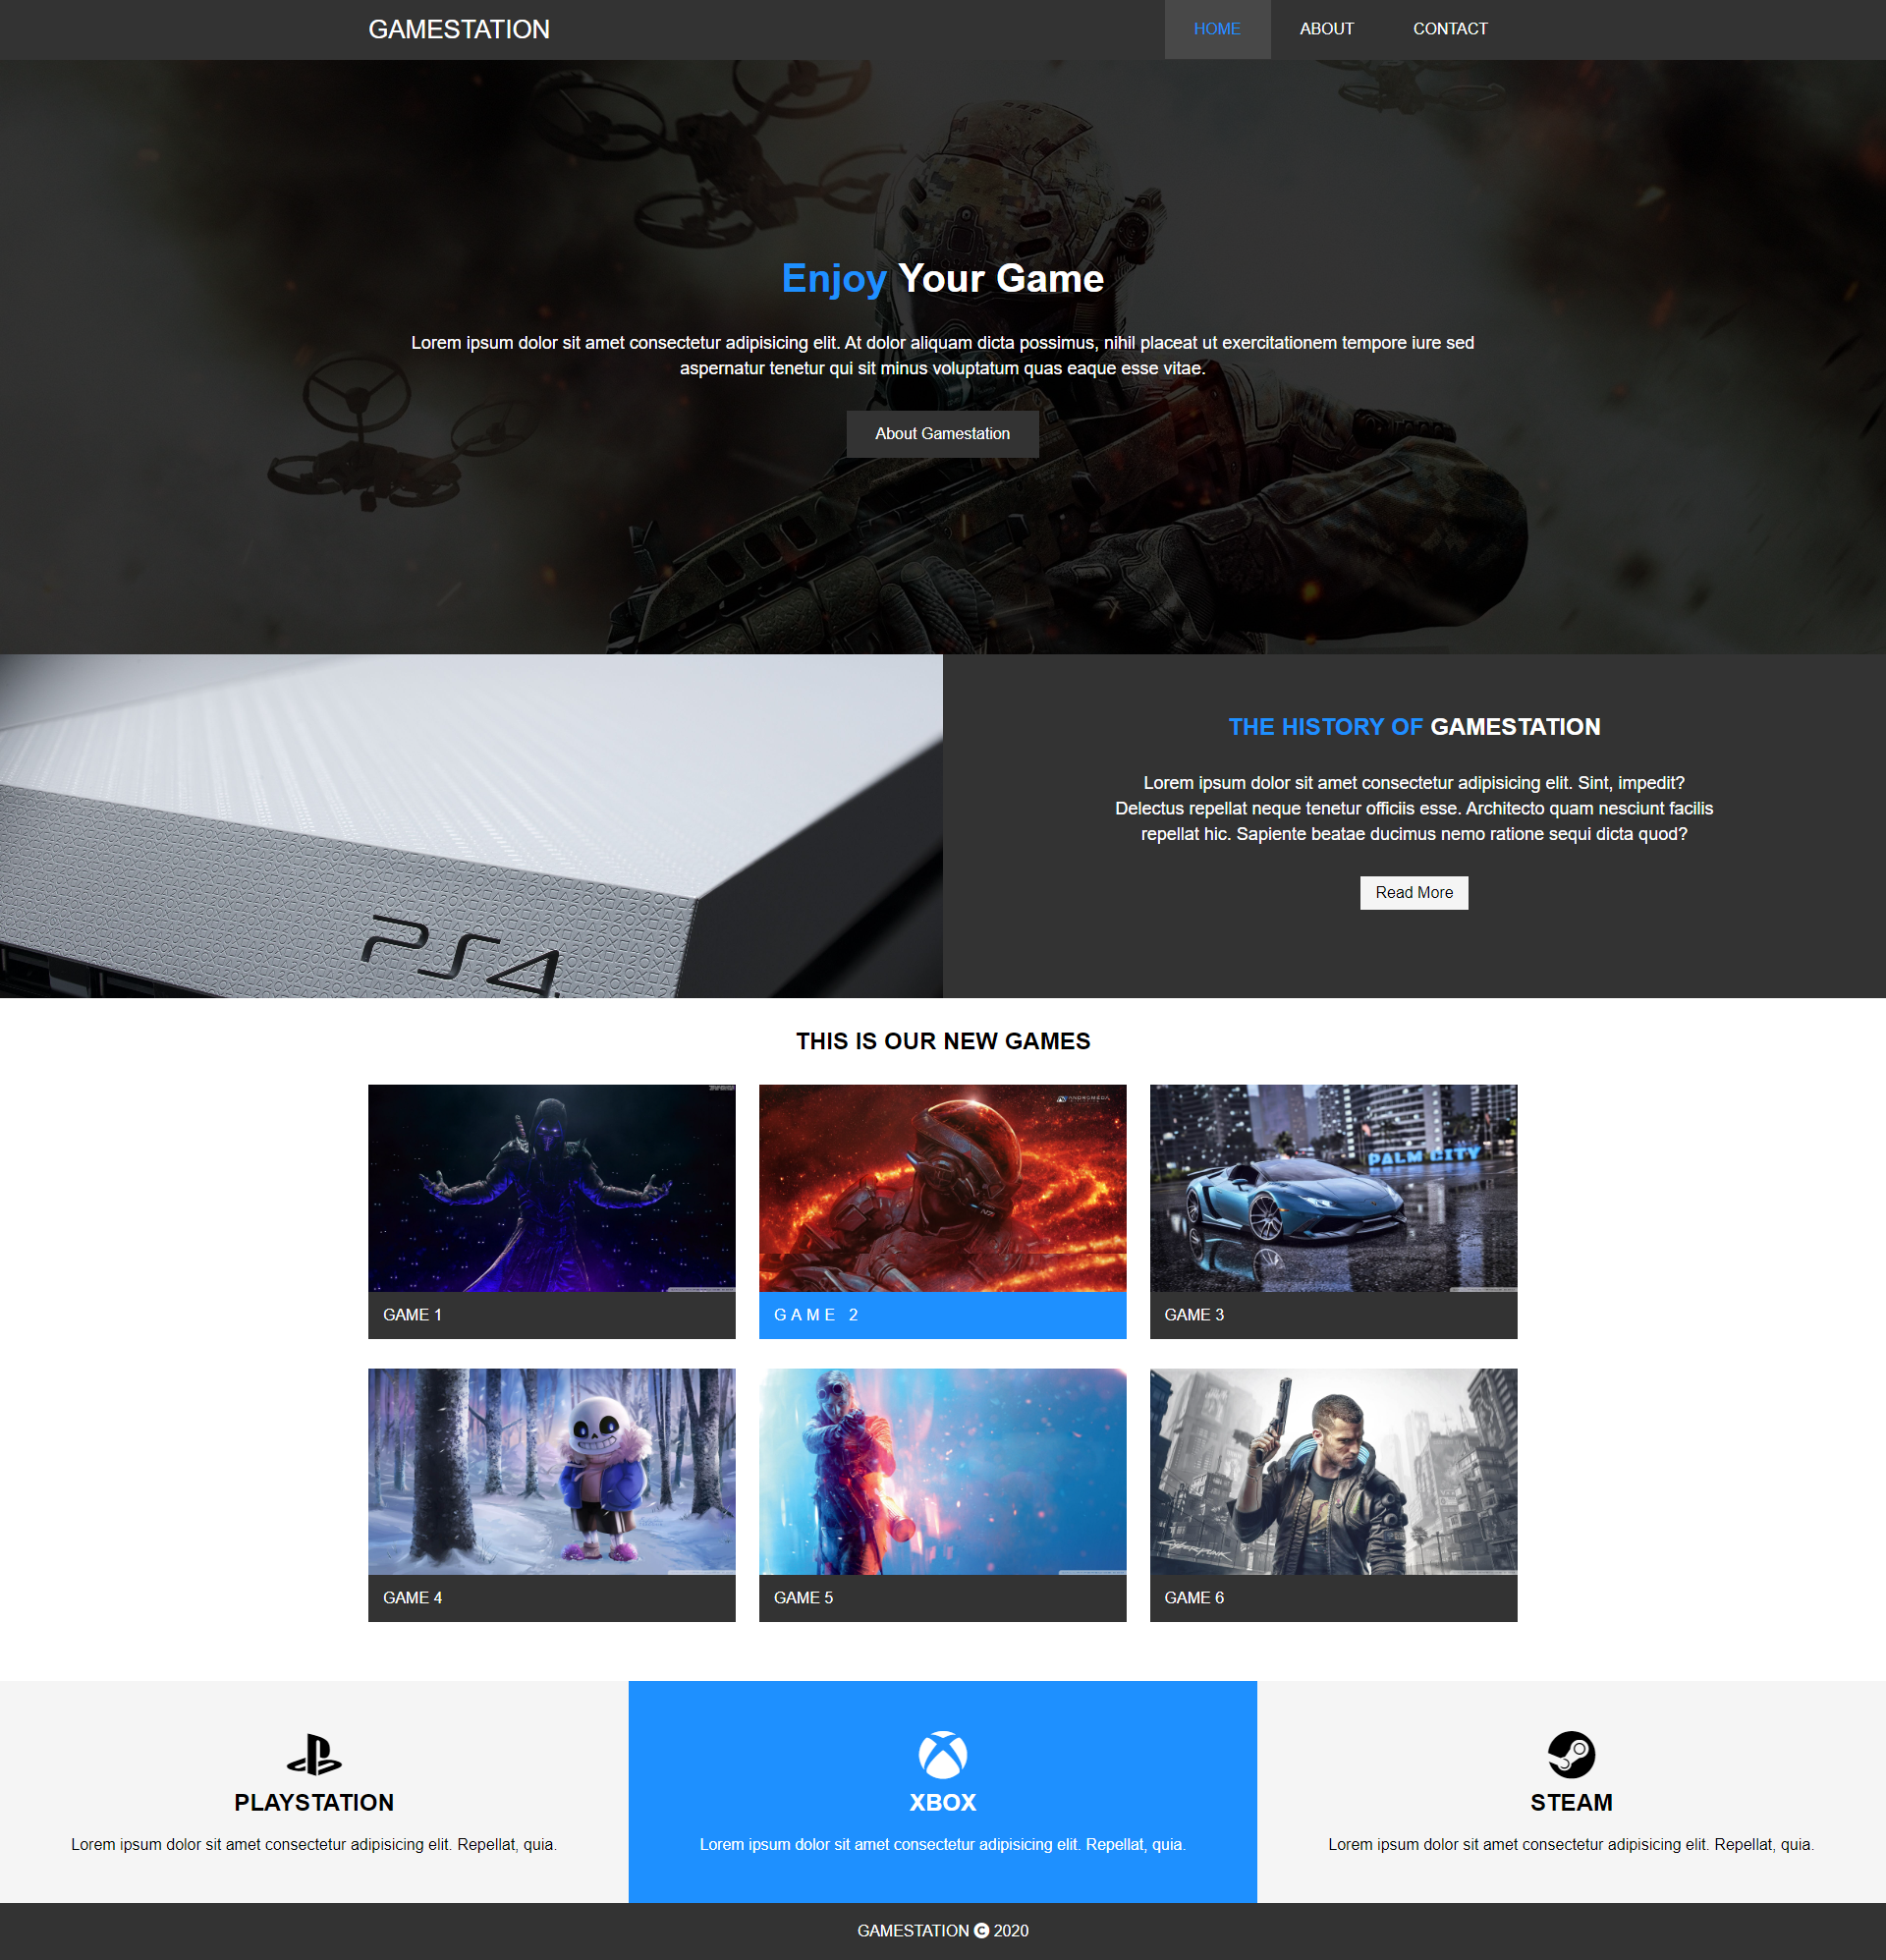 GAMESTATION
HOME ABOUT CONTACT
Enjoy Your Game
Lorem ipsum dolor sit amet consectetur adipisicing elit. At dolor aliquam dicta possimus, nihil placeat ut exercitationem tempore iure sed
aspernatur tenetur qui sit minus voluptatum quas eaque esse vitae.
About Gamestation
PS4
THE HISTORY OF GAMESTATION
Lorem ipsum dolor sit amet consectetur adipisicing elit. Sint, impedit?
Delectus repellat neque tenetur officiis esse. Architecto quam nesciunt facilis
repellat hic. Sapiente beatae ducimus nemo ratione sequi dicta quod?
Read More
THIS IS OUR NEW GAMES
ANDROMEDA
N7
PALM CITY
GAME 1
GAME 2
GAME 3
GAME 4
GAME 5
GAME 6
PLAYSTATION
Lorem ipsum dolor sit amet consectetur adipisicing elit. Repellat, quia.
XBOX
Lorem ipsum dolor sit amet consectetur adipisicing elit. Repellat, quia.
STEAM
Lorem ipsum dolor sit amet consectetur adipisicing elit. Repellat, quia.
GAMESTATION © 2020